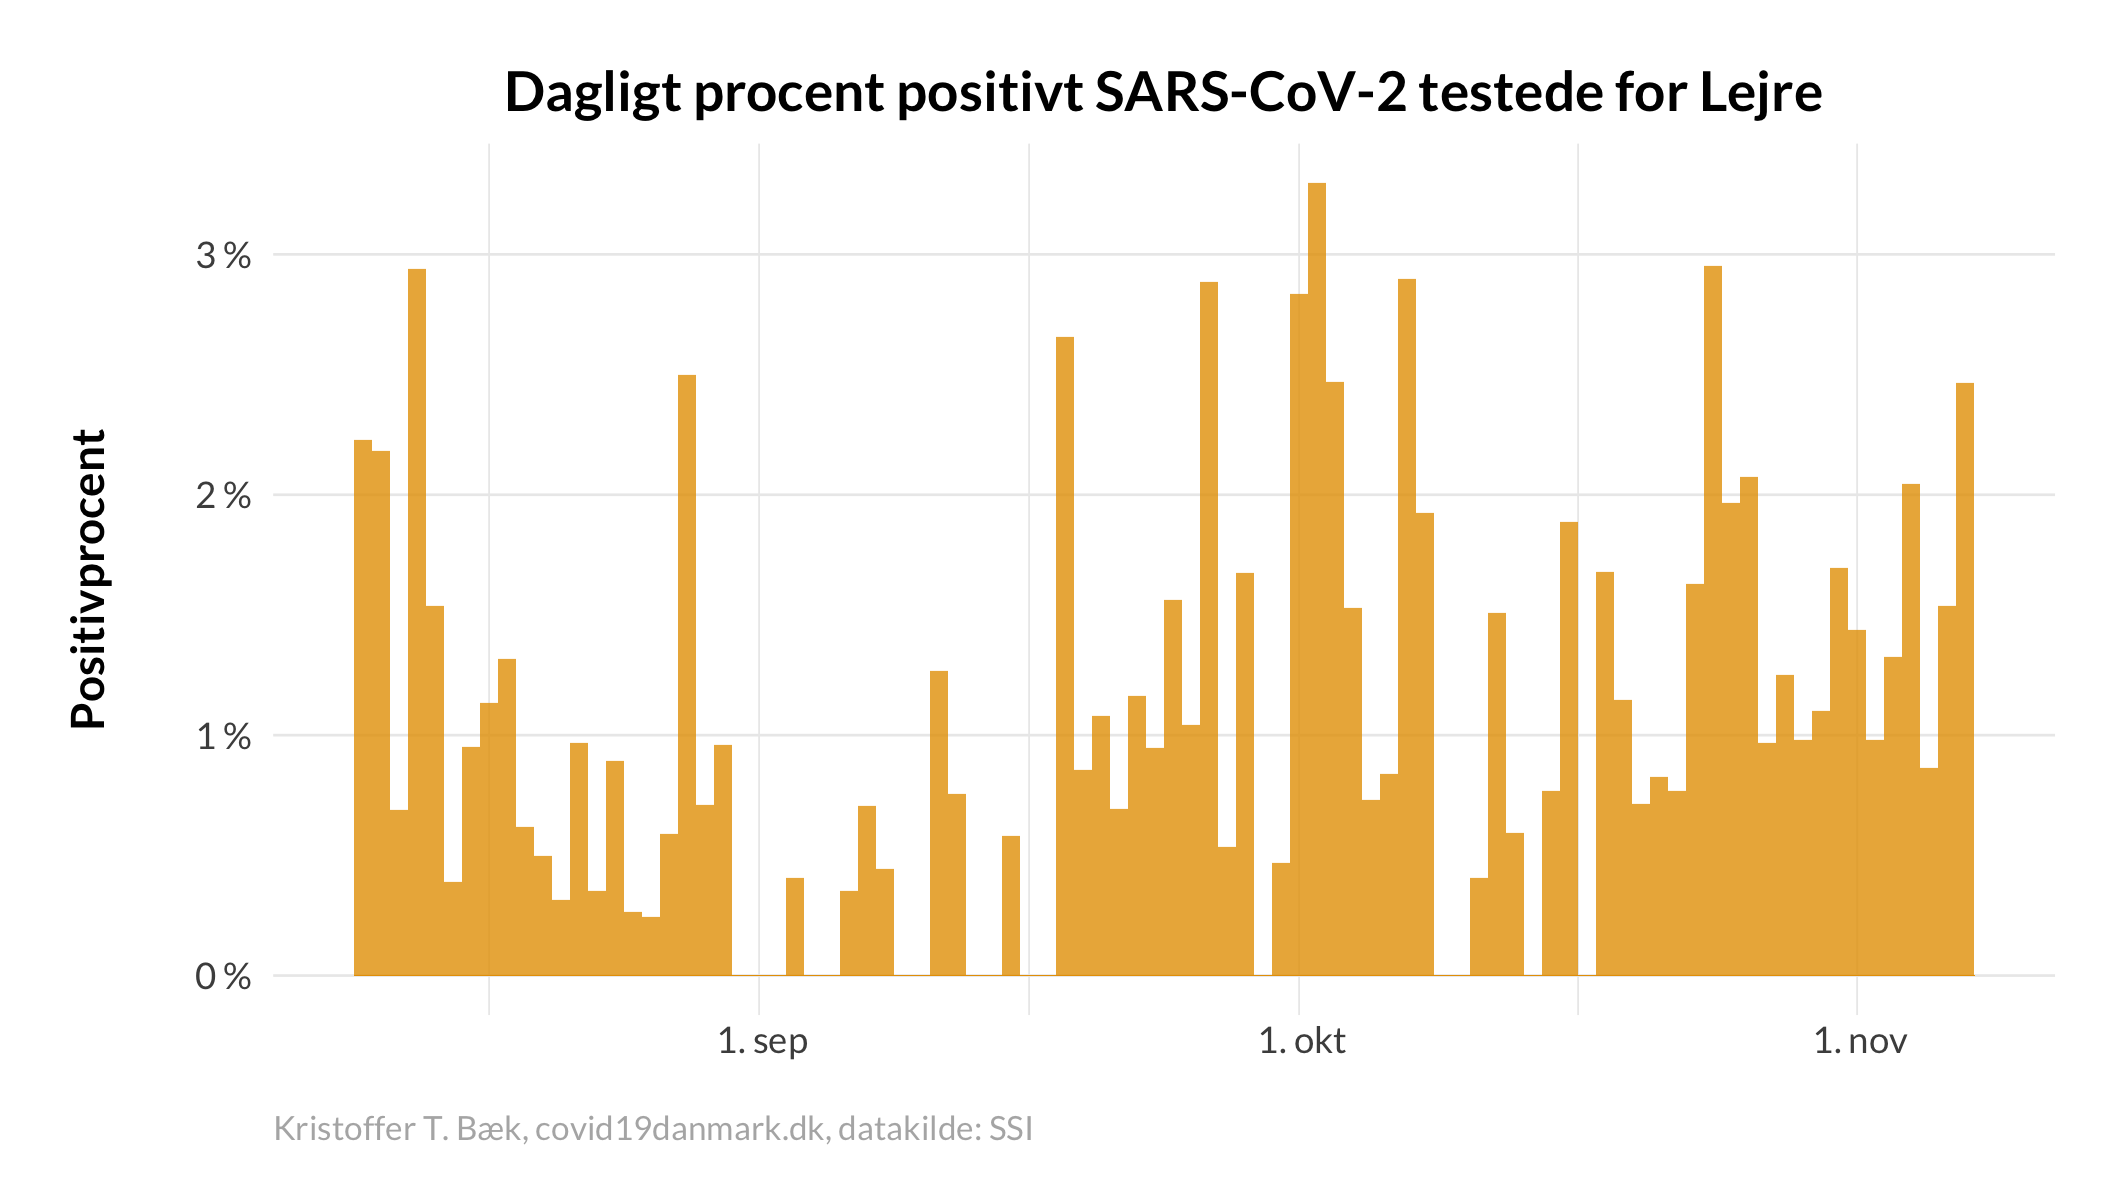 Dagligt procent positivt SARS-CoV-2 testede for Lejre
Positivprocent
3 %
2 %
1 %
0 %
1. sep
1. okt
1. nov
Kristoffer T. Bæk, covid19danmark.dk, datakilde: SSI